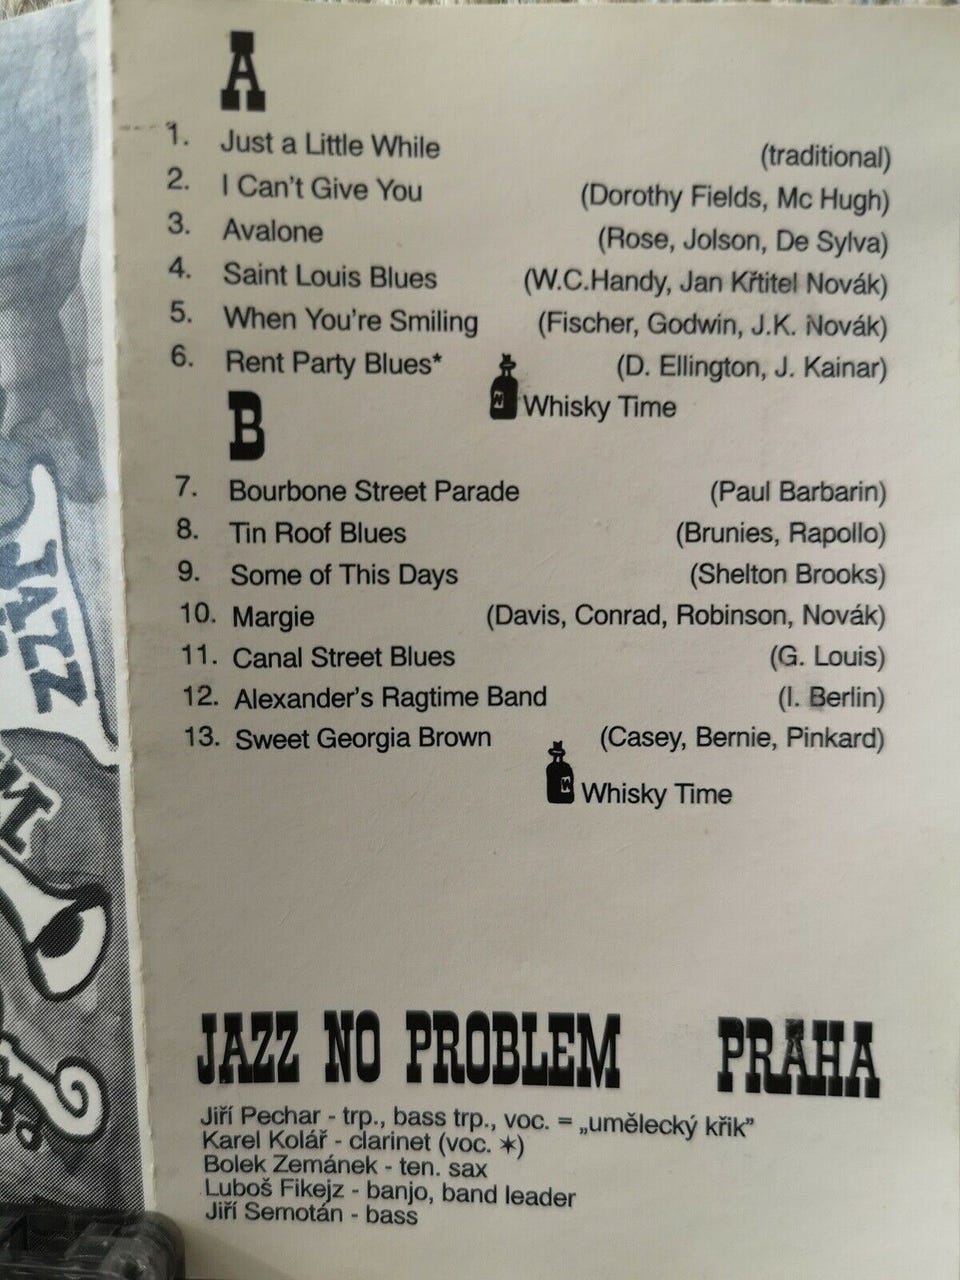 A
1. Just a Little While (traditional)
2. I Can't Give You (Dorothy Fields, Mc Hugh)
3. Avalone (Rose, Jolson, De Sylva)
4. Saint Louis Blues (W.C.Handy, Jan Křtitel Novák)
5. When You're Smiling (Fischer, Godwin, J.K. Novák)
6. Rent Party Blues* (D. Ellington, J. Kainar)
Whisky Time
B
7. Bourbone Street Parade (Paul Barbarin)
8. Tin Roof Blues (Brunies, Rapollo)
9. Some of This Days (Shelton Brooks)
10. Margie (Davis, Conrad, Robinson, Novák)
11. Canal Street Blues (G. Louis)
12. Alexander's Ragtime Band (I. Berlin)
13. Sweet Georgia Brown (Casey, Bernie, Pinkard)
Whisky Time
JAZZ NO PROBLEM PRAHA
Jiří Pechar - trp., bass trp., voc. = „umělecký křik”
Karel Kolář - clarinet (voc. ✶)
Bolek Zemánek - ten. sax
Luboš Fikejz - banjo, band leader
Jiří Semotán - bass
JAZZ